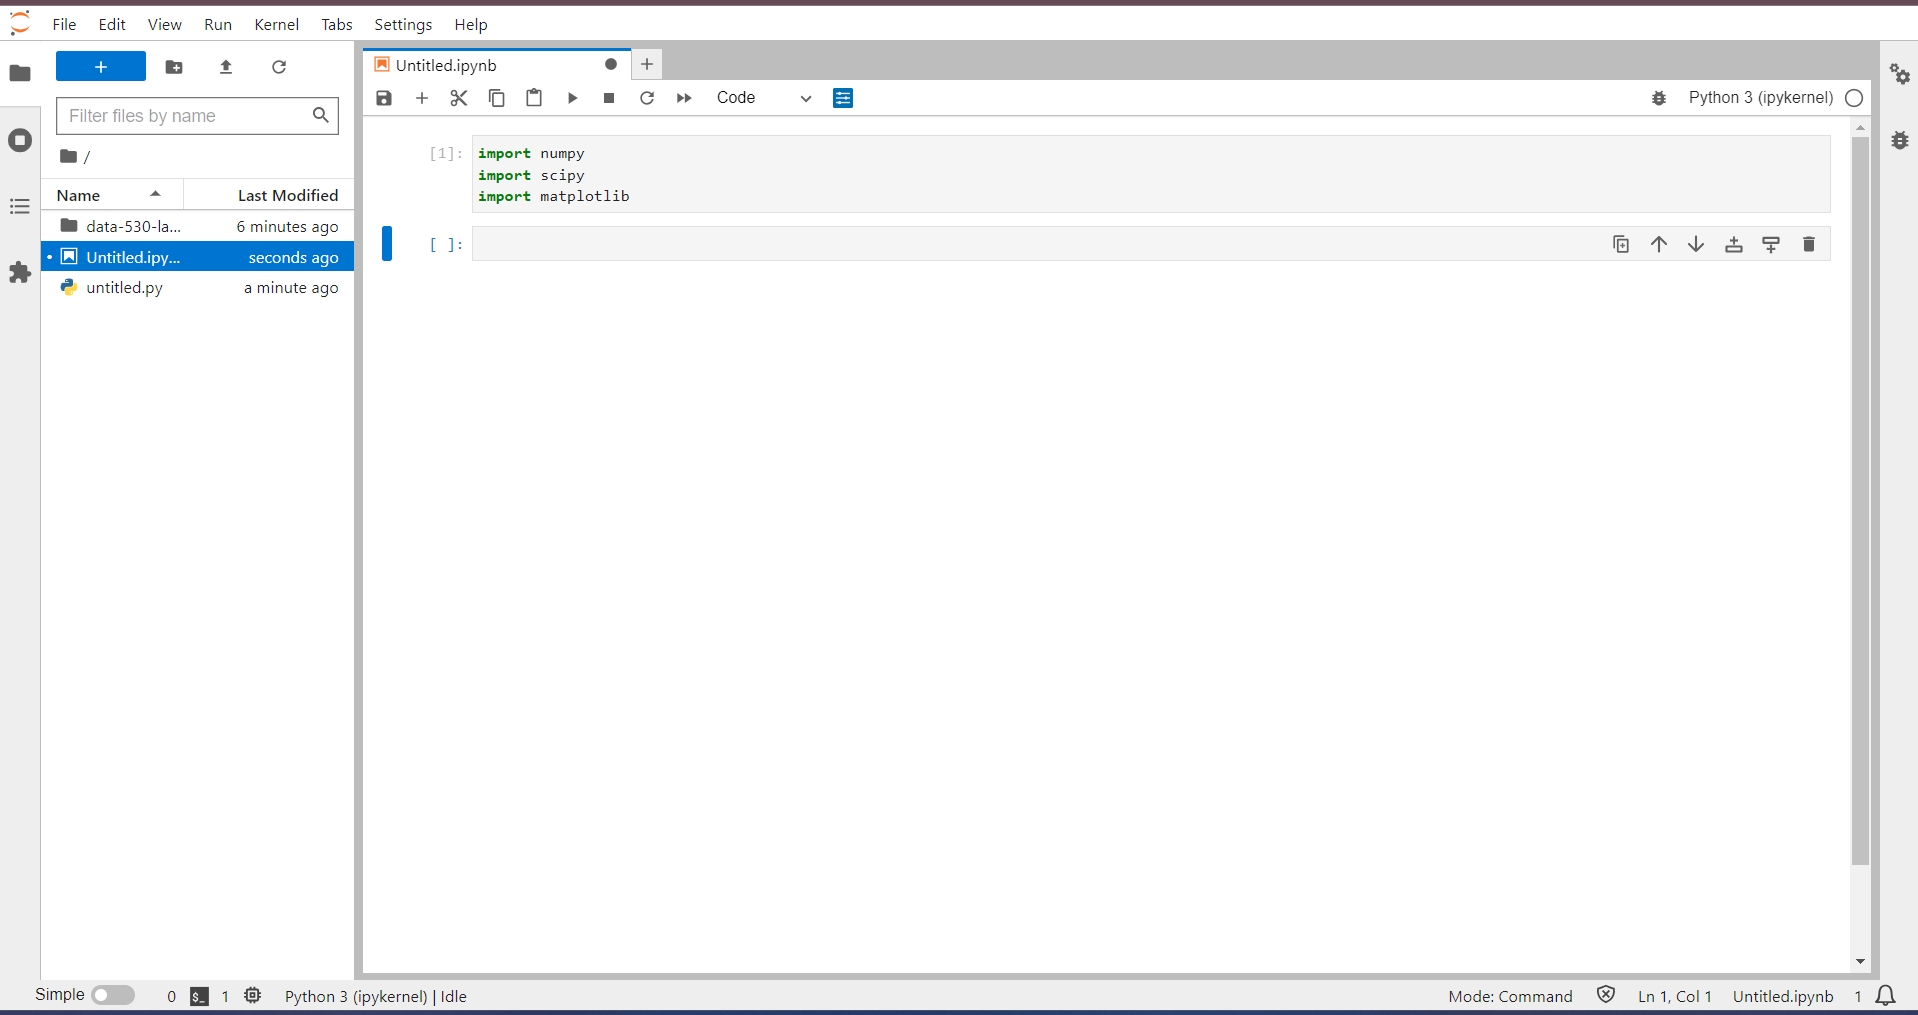 File Edit View Run Kernel Tabs Settings Help
Filter files by name
/
Name Last Modified
data-530-la... 6 minutes ago
Untitled.ipy... seconds ago
untitled.py a minute ago
Untitled.ipynb
Code
Python 3 (ipykernel)
[1]: import numpy
import scipy
import matplotlib
[ ]:
Simple 0 $_ 1 Python 3 (ipykernel) | Idle
Mode: Command Ln 1, Col 1 Untitled.ipynb 1